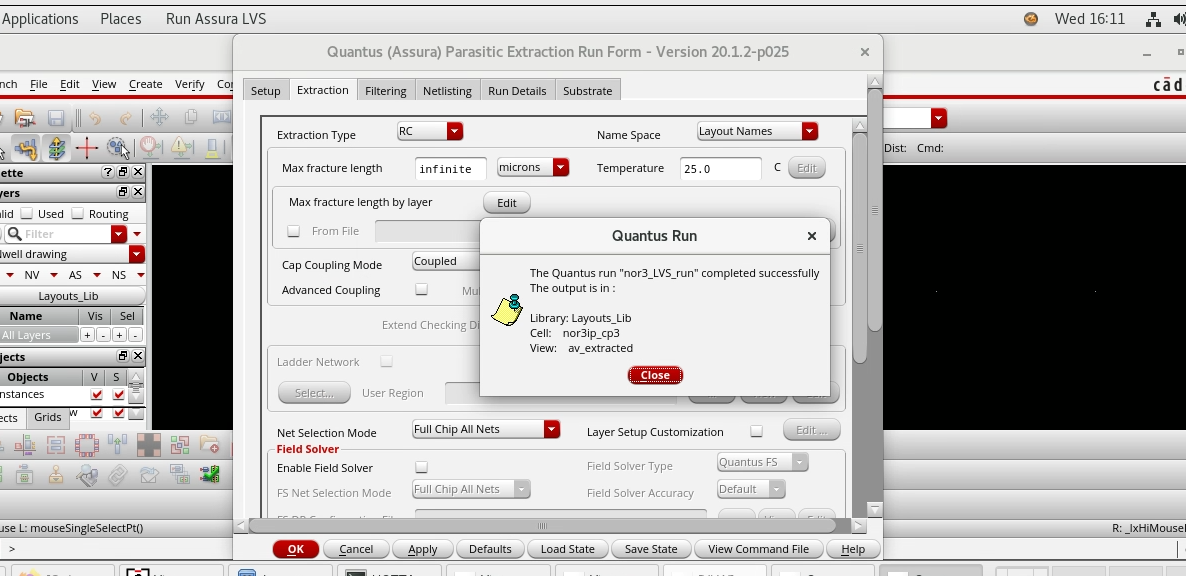 Applications Places Run Assura LVS Wed 16:11
Quantus (Assura) Parasitic Extraction Run Form - Version 20.1.2-p025
nch File Edit View Create Verify Co
cād
Setup Extraction Filtering Netlisting Run Details Substrate
Extraction Type RC Name Space Layout Names
Dist: Cmd:
Max fracture length infinite microns Temperature 25.0 C Edit
ette
yers
Max fracture length by layer Edit
alid Used Routing
From File
Filter
Nwell drawing
NV AS NS
Layouts_Lib
Name Vis Sel
All Layers + - + -
jects
Objects V S
nstances
ects Grids w
Cap Coupling Mode Coupled
Advanced Coupling Mu
Extend Checking Di
Ladder Network
Select... User Region
Quantus Run
The Quantus run "nor3_LVS_run" completed successfully
The output is in :
Library: Layouts_Lib
Cell: nor3ip_cp3
View: av_extracted
Close
Net Selection Mode Full Chip All Nets Layer Setup Customization Edit ...
Field Solver
Enable Field Solver Field Solver Type Quantus FS
FS Net Selection Mode Full Chip All Nets Field Solver Accuracy Default
use L: mouseSingleSelectPt() R: _lxHiMousel
>
OK Cancel Apply Defaults Load State Save State View Command File Help